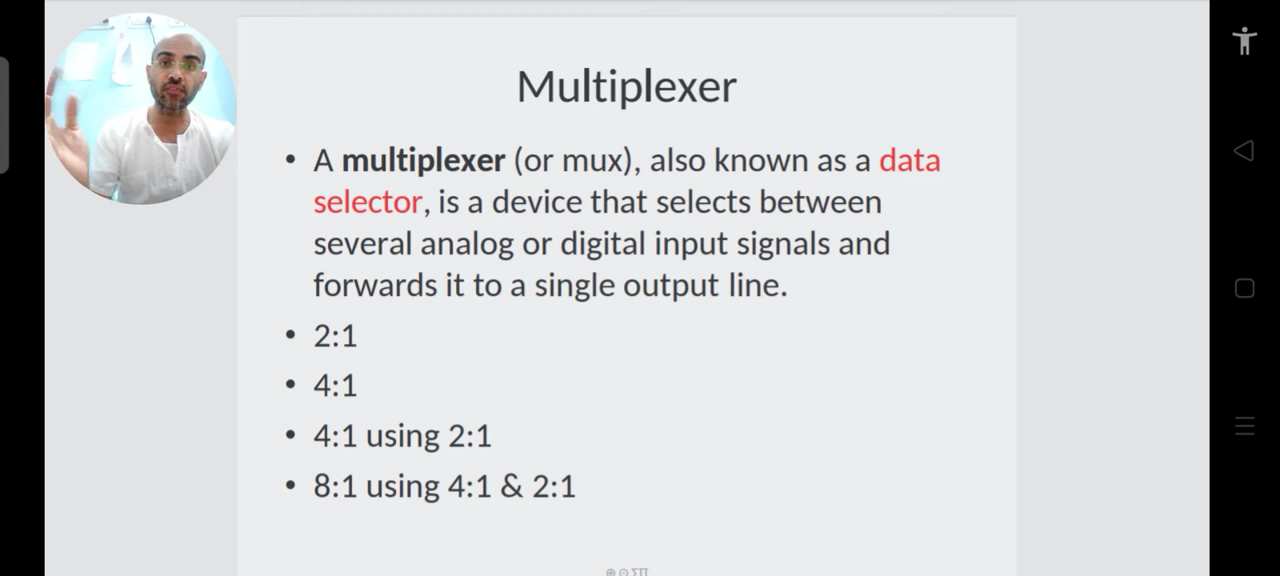 Multiplexer
• A multiplexer (or mux), also known as a data
selector, is a device that selects between
several analog or digital input signals and
forwards it to a single output line.
• 2:1
• 4:1
• 4:1 using 2:1
• 8:1 using 4:1 & 2:1